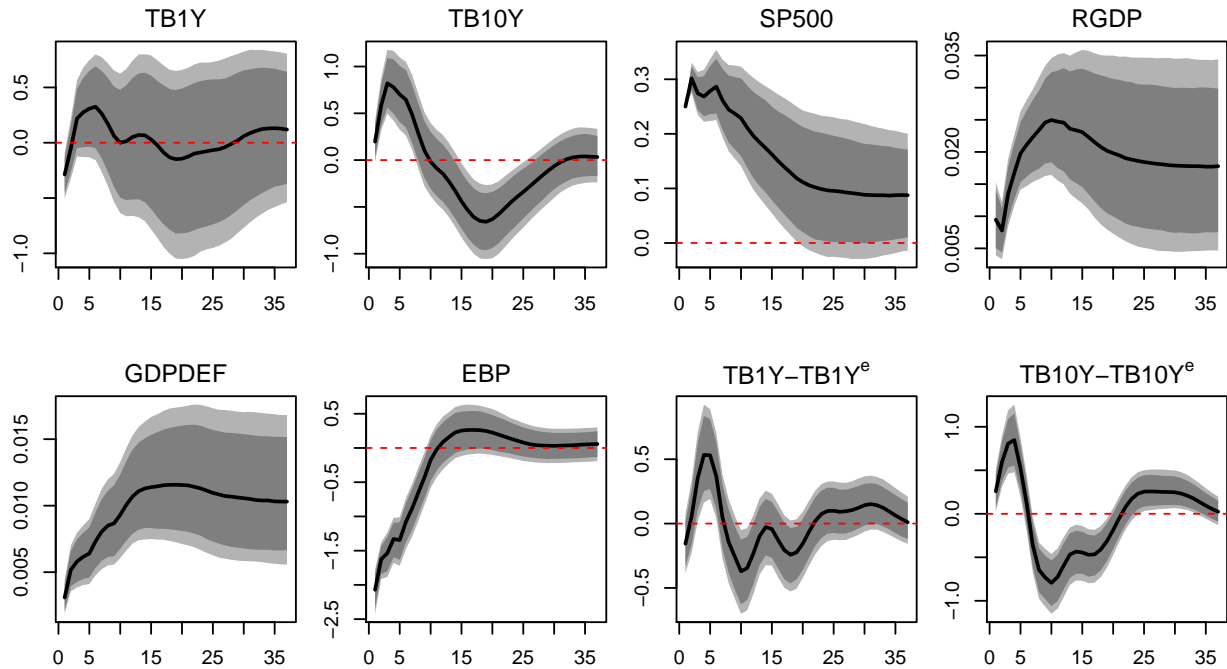 TB1Y
TB10Y
SP500
RGDP
−1.0 0.0 0.5
−1.0 0.0 0.5 1.0
0.0 0.1 0.2 0.3
0.005 0.020 0.035
0 5 15 25 35
0 5 15 25 35
0 5 15 25 35
0 5 15 25 35
GDPDEF
EBP
TB1Y−TB1Yᵉ
TB10Y−TB10Yᵉ
0.005 0.010 0.015
−2.5 −1.5 −0.5 0.5
−0.5 0.0 0.5
−1.0 0.0 1.0
0 5 15 25 35
0 5 15 25 35
0 5 15 25 35
0 5 15 25 35